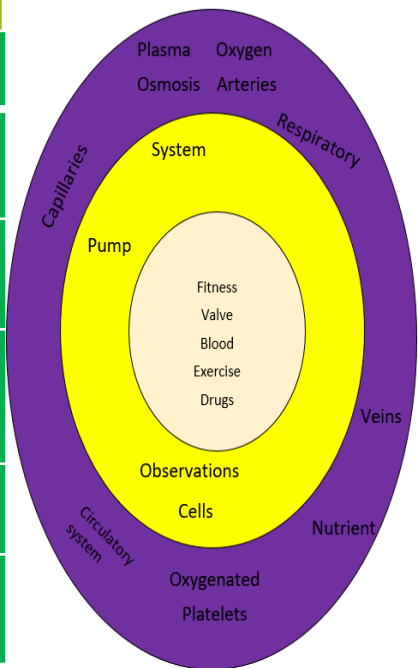 Plasma Oxygen
Osmosis Arteries
Respiratory
System
Capillaries
Pump
Fitness
Valve
Blood
Exercise
Drugs
Veins
Observations
Cells
Circulatory
system
Nutrient
Oxygenated
Platelets